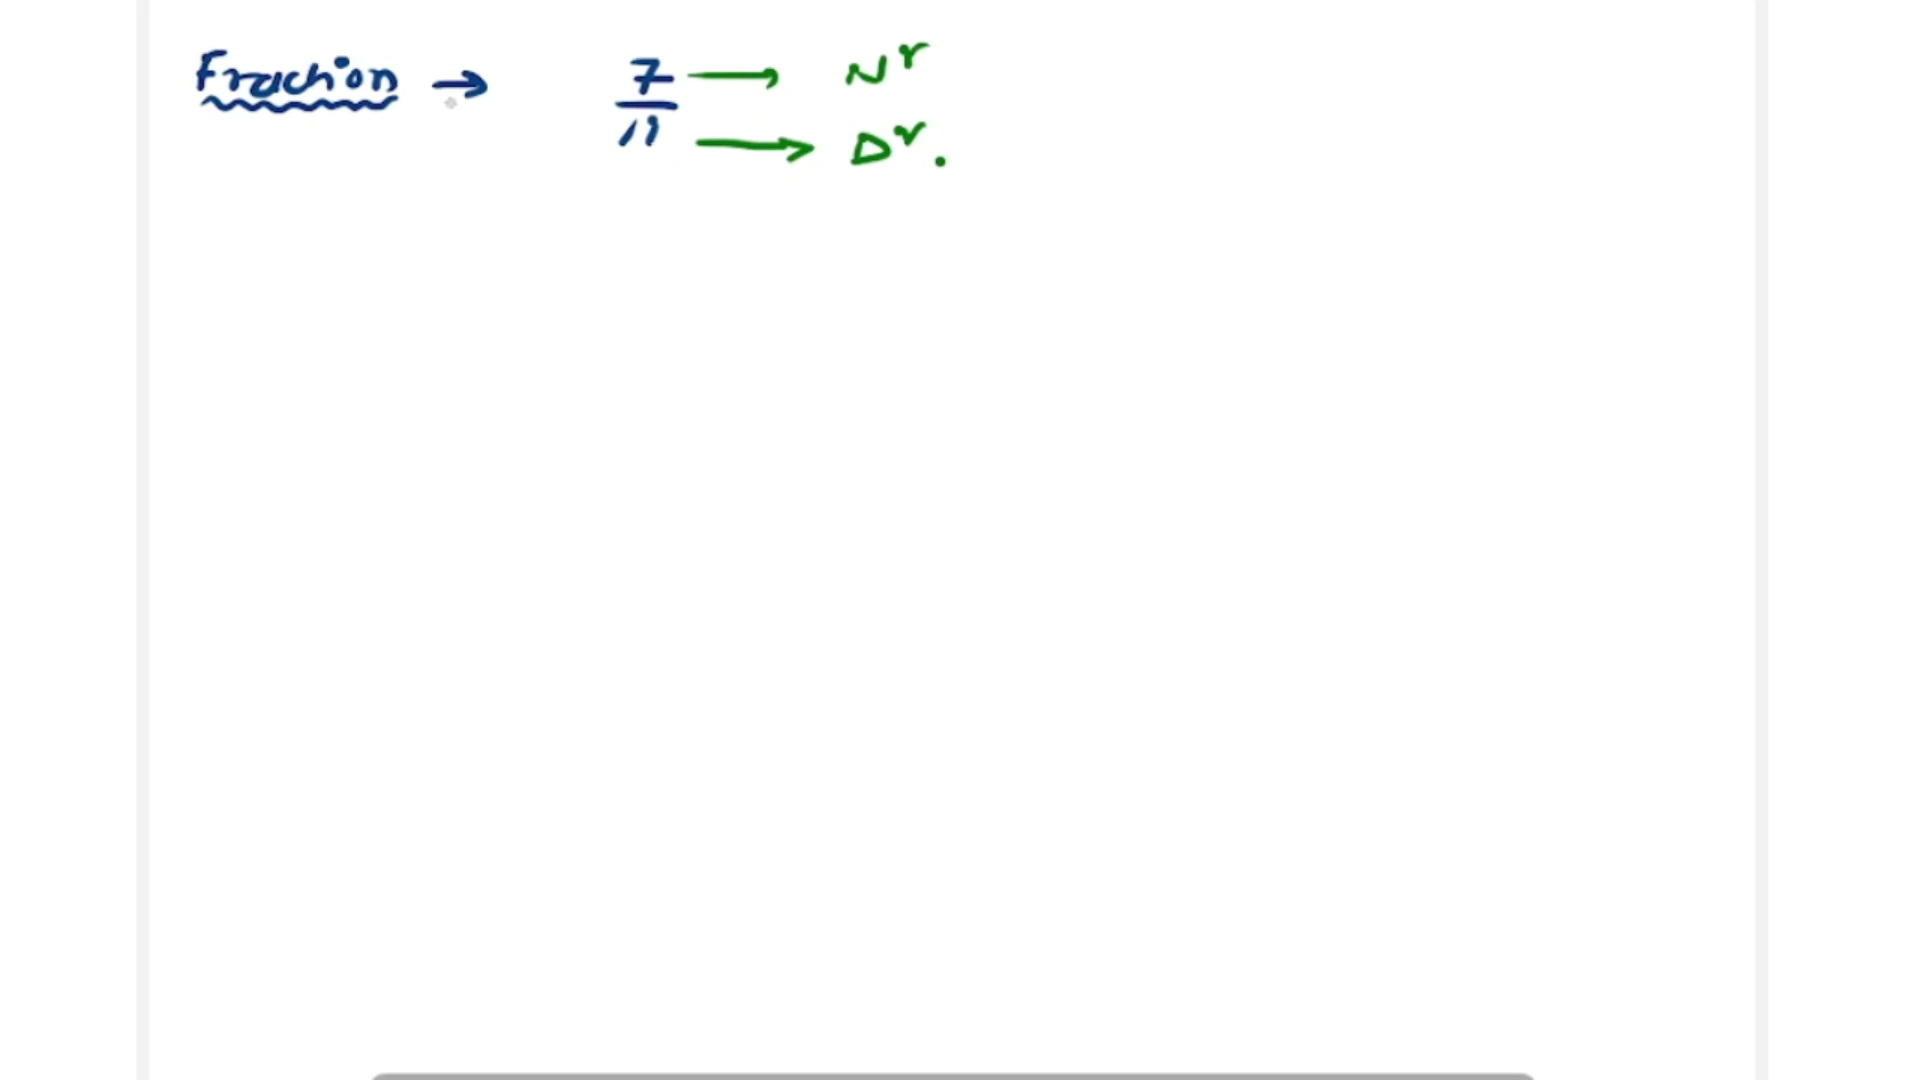 Fraction → 7/11 → Nʳ
→ Dʳ.